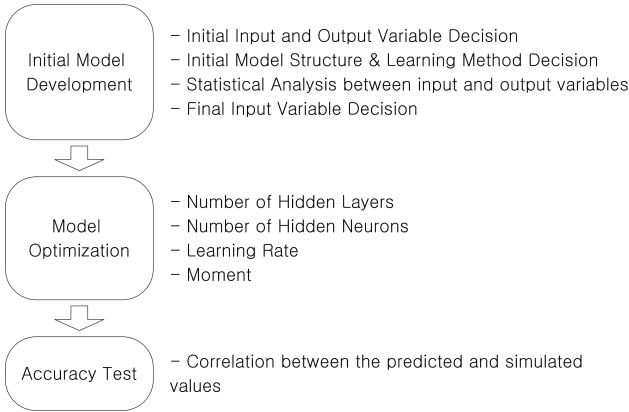 Initial Model
Development
- Initial Input and Output Variable Decision
- Initial Model Structure & Learning Method Decision
- Statistical Analysis between input and output variables
- Final Input Variable Decision
Model
Optimization
- Number of Hidden Layers
- Number of Hidden Neurons
- Learning Rate
- Moment
Accuracy Test
- Correlation between the predicted and simulated
values